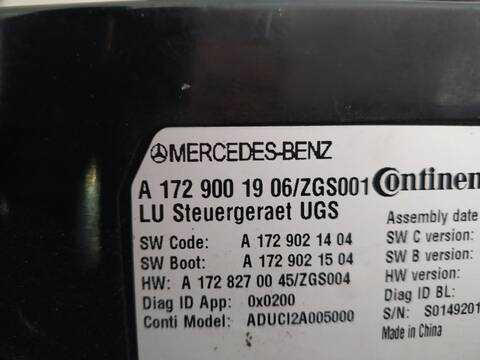 MERCEDES-BENZ
A 172 900 19 06/ZGS001 Continen
LU Steuergeraet UGS
Assembly date
SW Code: A 172 902 14 04
SW C version:
SW Boot: A 172 902 15 04
SW B version:
HW: A 172 827 00 45/ZGS004
HW version:
Diag ID App: 0x0200
Diag ID BL:
Conti Model: ADUCI2A005000
S/N: S0149201
Made in China